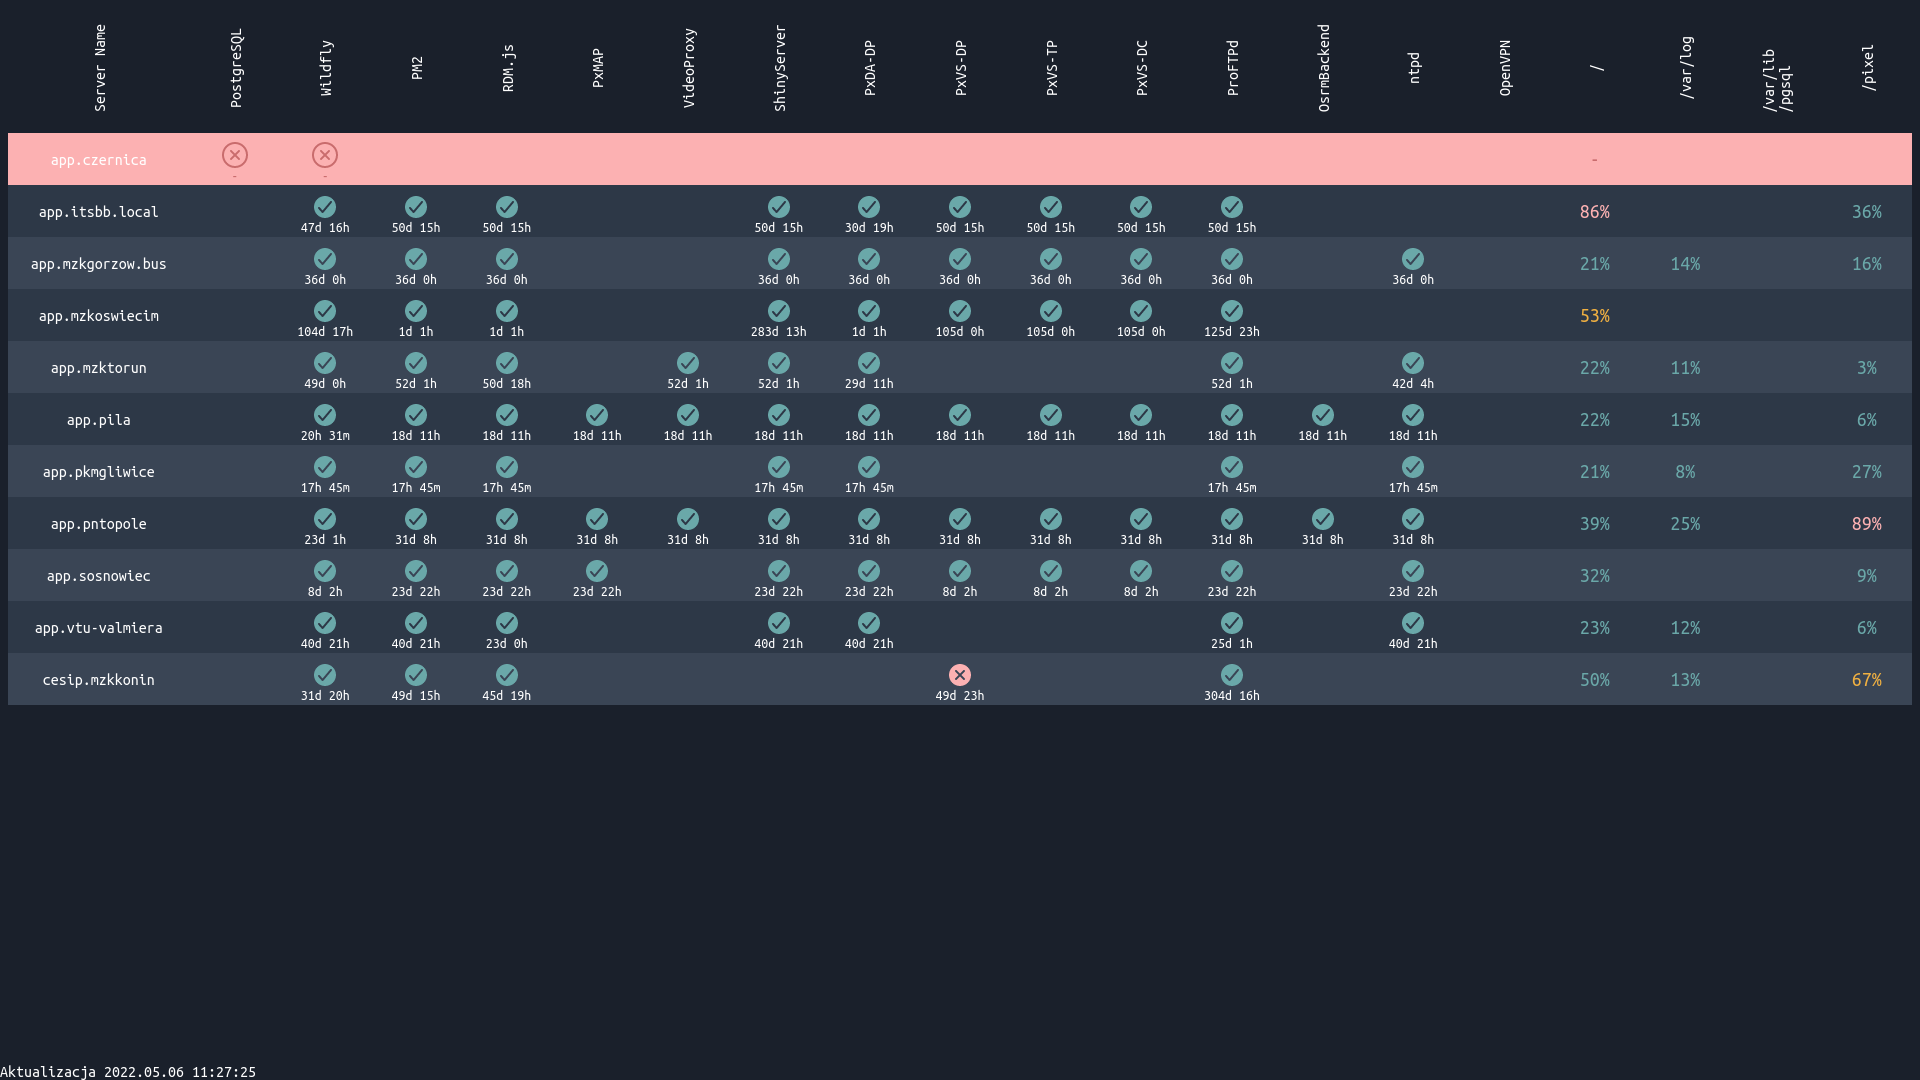 Server Name PostgreSQL Wildfly PM2 RDM.js PxMAP VideoProxy ShinyServer PxDA-DP PxVS-DP PxVS-TP PxVS-DC ProFTPd OsrmBackend ntpd OpenVPN / /var/log /var/lib /pgsql /pixel
app.czernica -
- -
app.itsbb.local 86% 36%
47d 16h 50d 15h 50d 15h 50d 15h 30d 19h 50d 15h 50d 15h 50d 15h 50d 15h
app.mzkgorzow.bus 21% 14% 16%
36d 0h 36d 0h 36d 0h 36d 0h 36d 0h 36d 0h 36d 0h 36d 0h 36d 0h 36d 0h
app.mzkoswiecim 53%
104d 17h 1d 1h 1d 1h 283d 13h 1d 1h 105d 0h 105d 0h 105d 0h 125d 23h
app.mzktorun 22% 11% 3%
49d 0h 52d 1h 50d 18h 52d 1h 52d 1h 29d 11h 52d 1h 42d 4h
app.pila 22% 15% 6%
20h 31m 18d 11h 18d 11h 18d 11h 18d 11h 18d 11h 18d 11h 18d 11h 18d 11h 18d 11h 18d 11h 18d 11h 18d 11h
app.pkmgliwice 21% 8% 27%
17h 45m 17h 45m 17h 45m 17h 45m 17h 45m 17h 45m 17h 45m
app.pntopole 39% 25% 89%
23d 1h 31d 8h 31d 8h 31d 8h 31d 8h 31d 8h 31d 8h 31d 8h 31d 8h 31d 8h 31d 8h 31d 8h 31d 8h
app.sosnowiec 32% 9%
8d 2h 23d 22h 23d 22h 23d 22h 23d 22h 23d 22h 8d 2h 8d 2h 8d 2h 23d 22h 23d 22h
app.vtu-valmiera 23% 12% 6%
40d 21h 40d 21h 23d 0h 40d 21h 40d 21h 25d 1h 40d 21h
cesip.mzkkonin 50% 13% 67%
31d 20h 49d 15h 45d 19h 49d 23h 304d 16h
Aktualizacja 2022.05.06 11:27:25